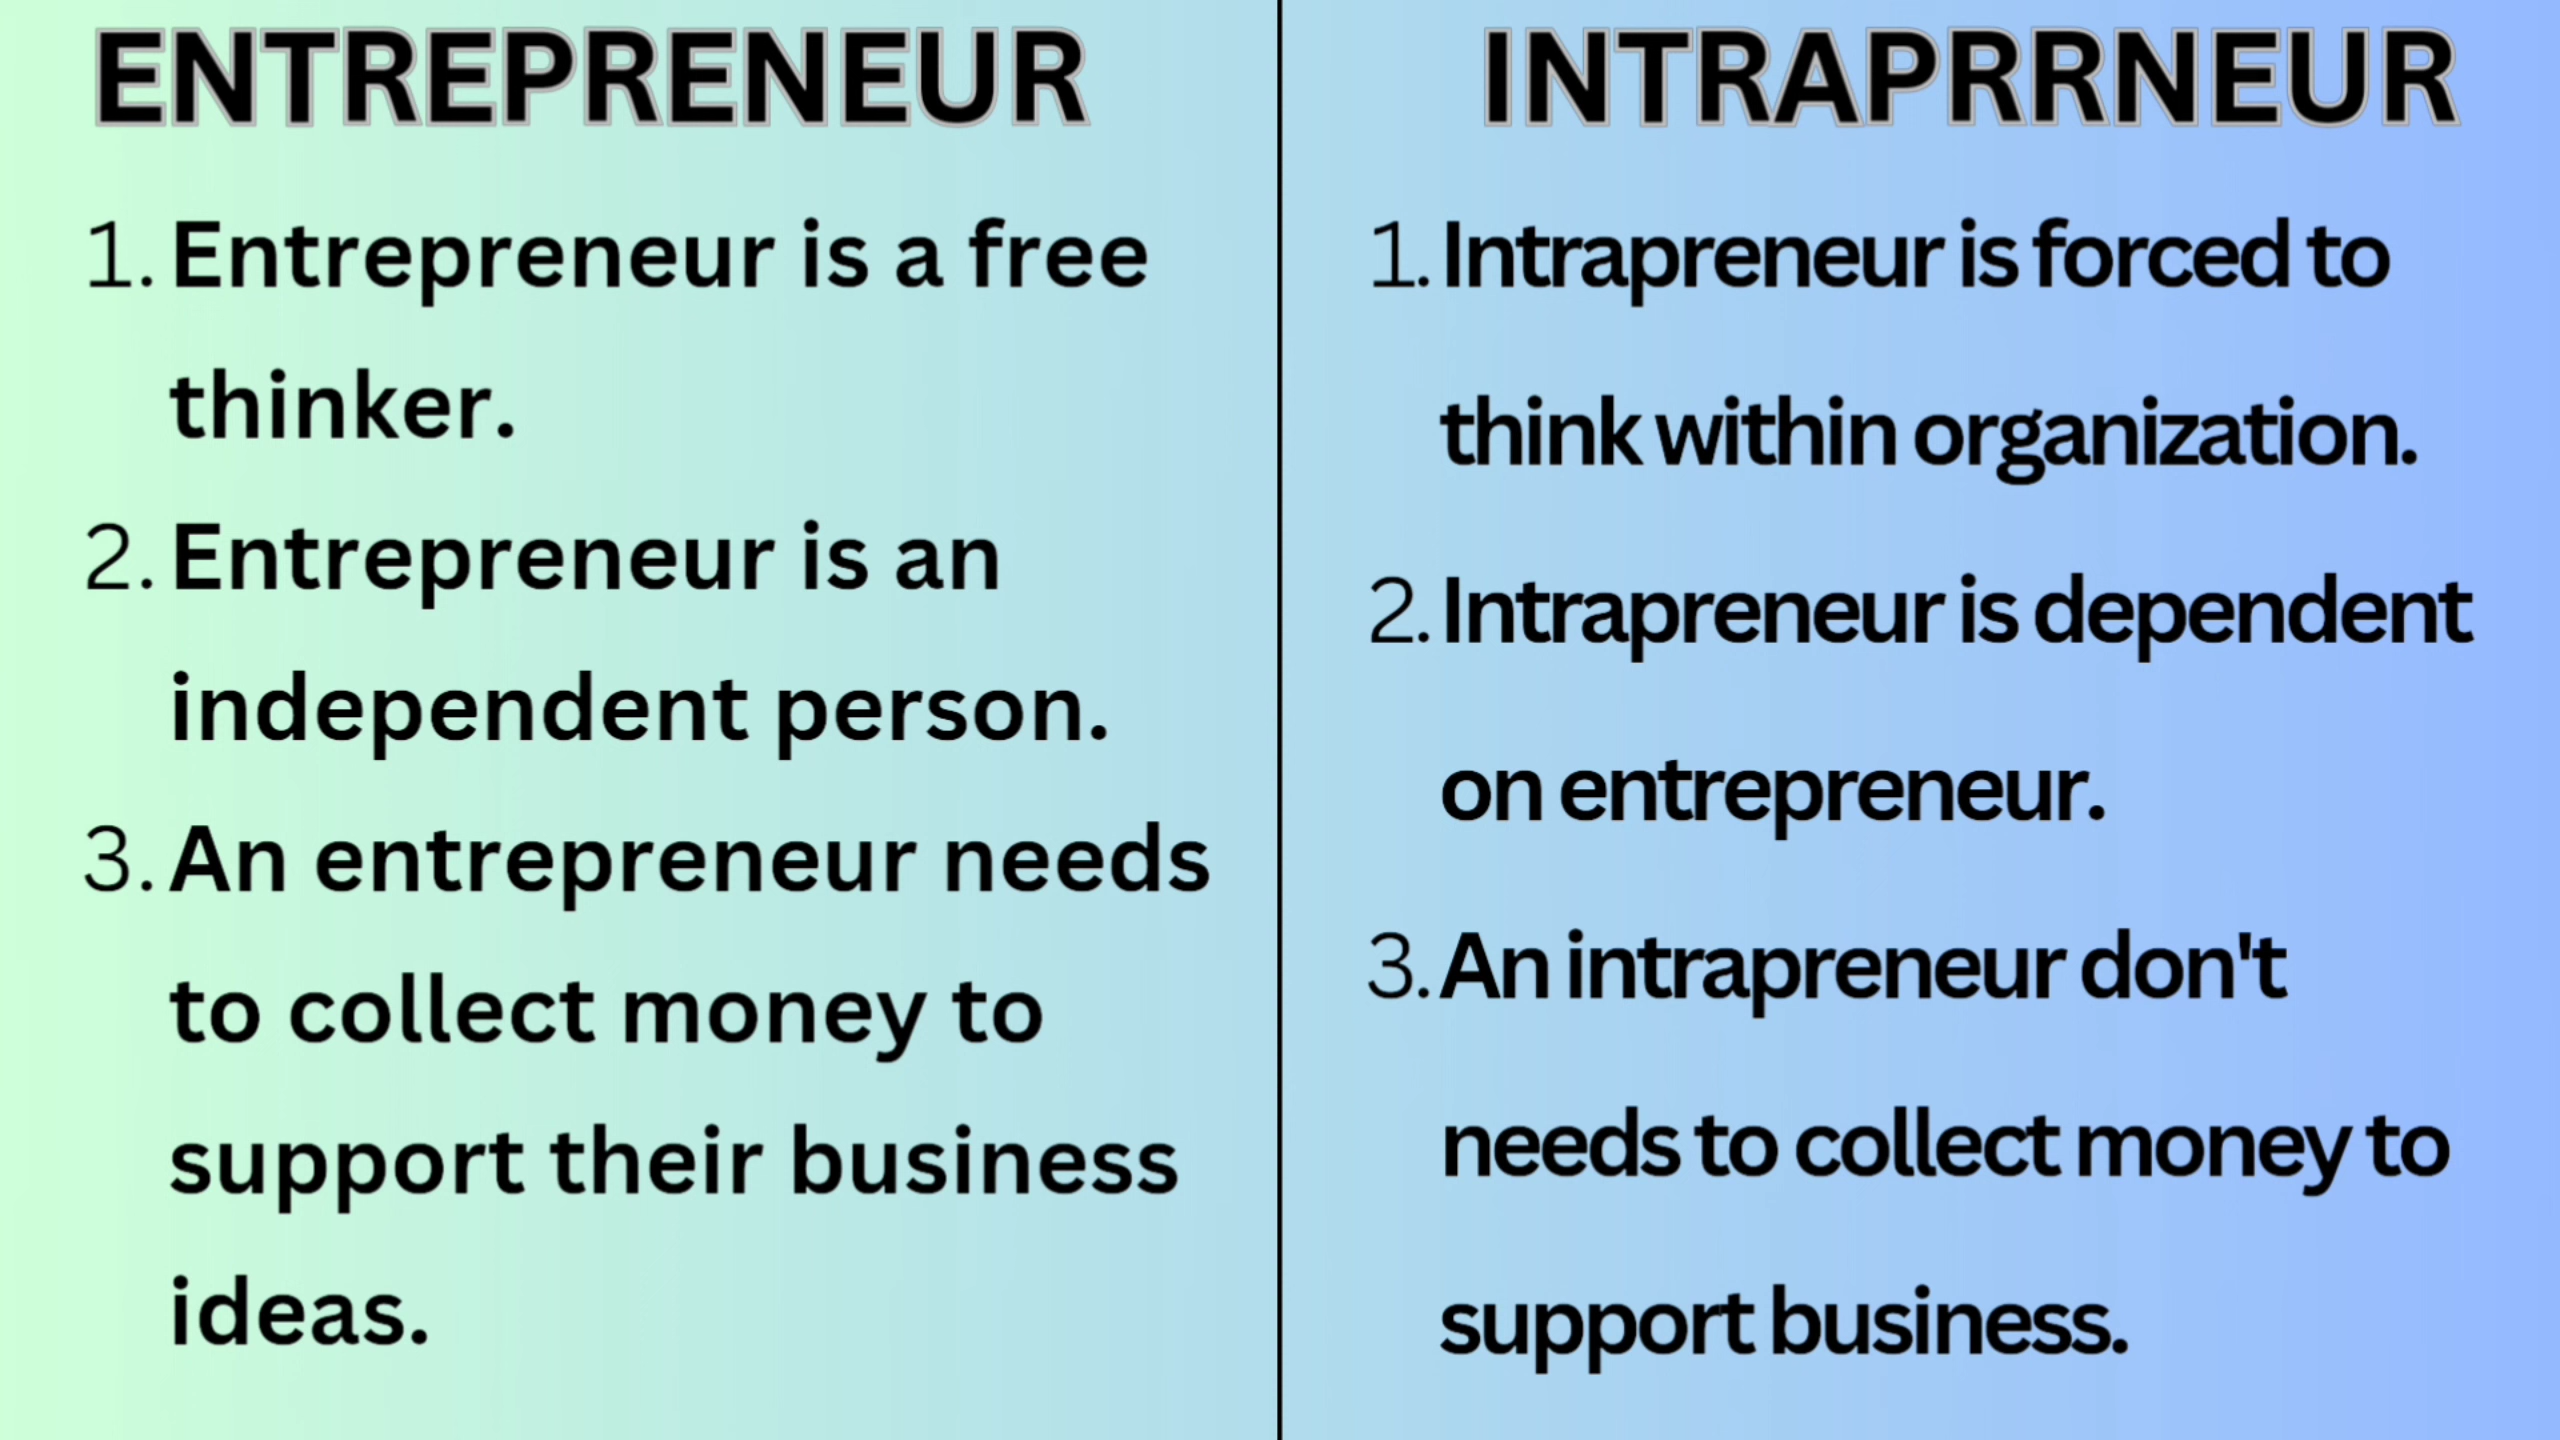 ENTREPRENEUR
1. Entrepreneur is a free
thinker.
2. Entrepreneur is an
independent person.
3. An entrepreneur needs
to collect money to
support their business
ideas.
INTRAPRRNEUR
1. Intrapreneur is forced to
think within organization.
2. Intrapreneur is dependent
on entrepreneur.
3. An intrapreneur don't
needs to collect money to
support business.